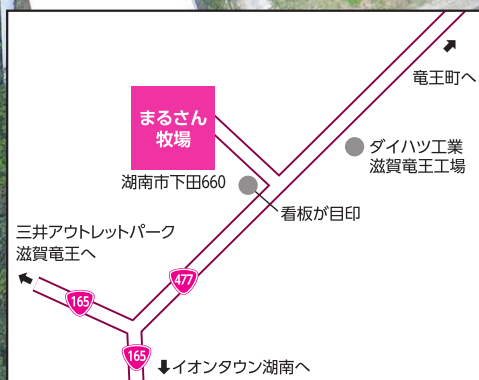 竜王町へ
まるさん
牧場
ダイハツ工業
滋賀竜王工場
湖南市下田660
看板が目印
三井アウトレットパーク
滋賀竜王へ
477
165
165
イオンタウン湖南へ